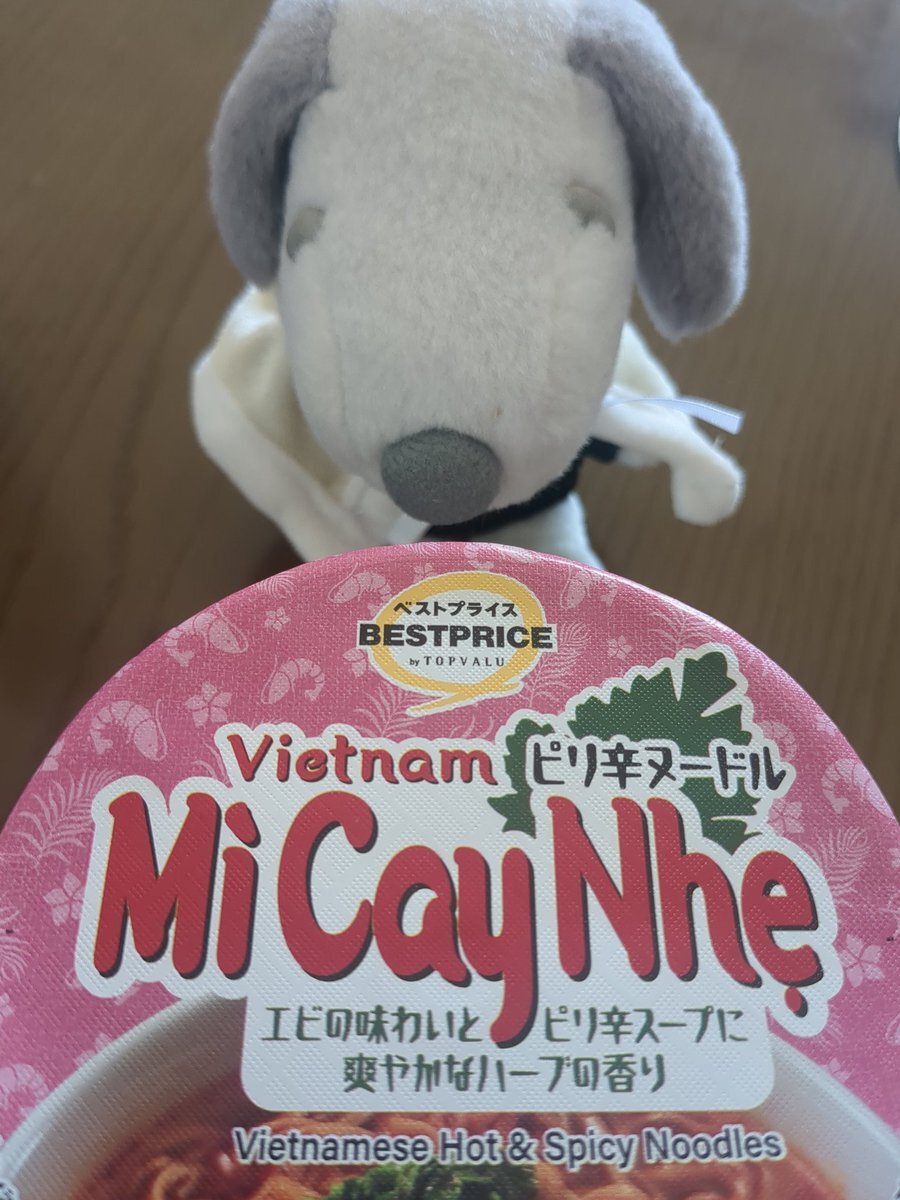 ベストプライス
BESTPRICE
by TOPVALU
Vietnam ピリ辛ヌードル
Mì Cay Nhẹ
エビの味わいと ピリ辛スープに
爽やかなハーブの香り
Vietnamese Hot & Spicy Noodles